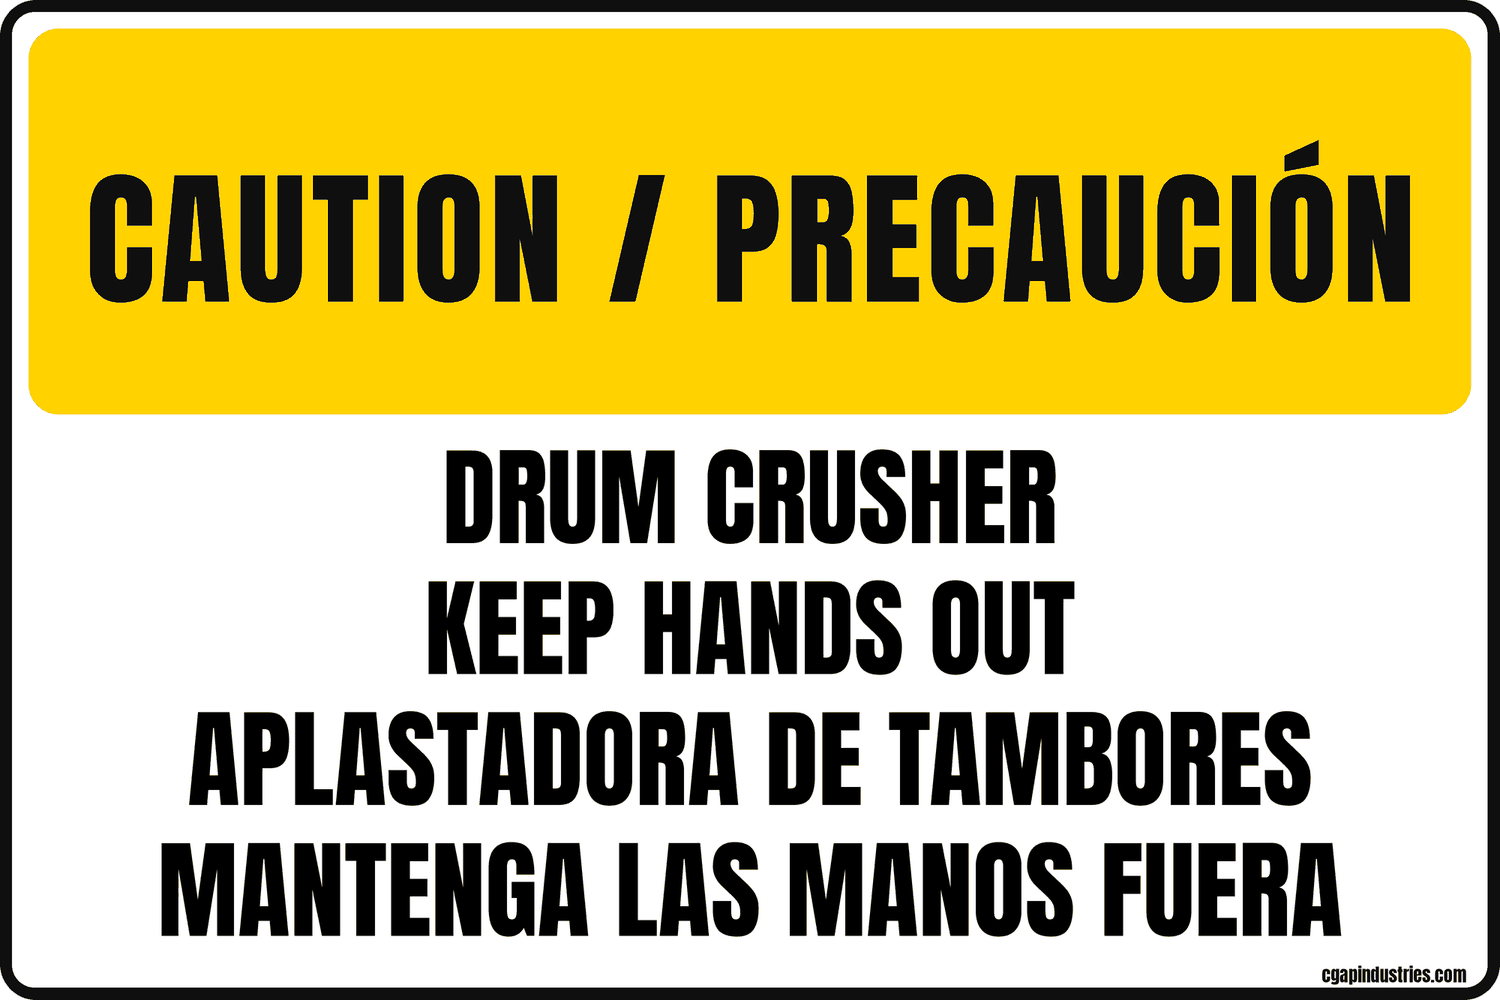 CAUTION / PRECAUCIÓN
DRUM CRUSHER
KEEP HANDS OUT
APLASTADORA DE TAMBORES
MANTENGA LAS MANOS FUERA
cgapindustries.com